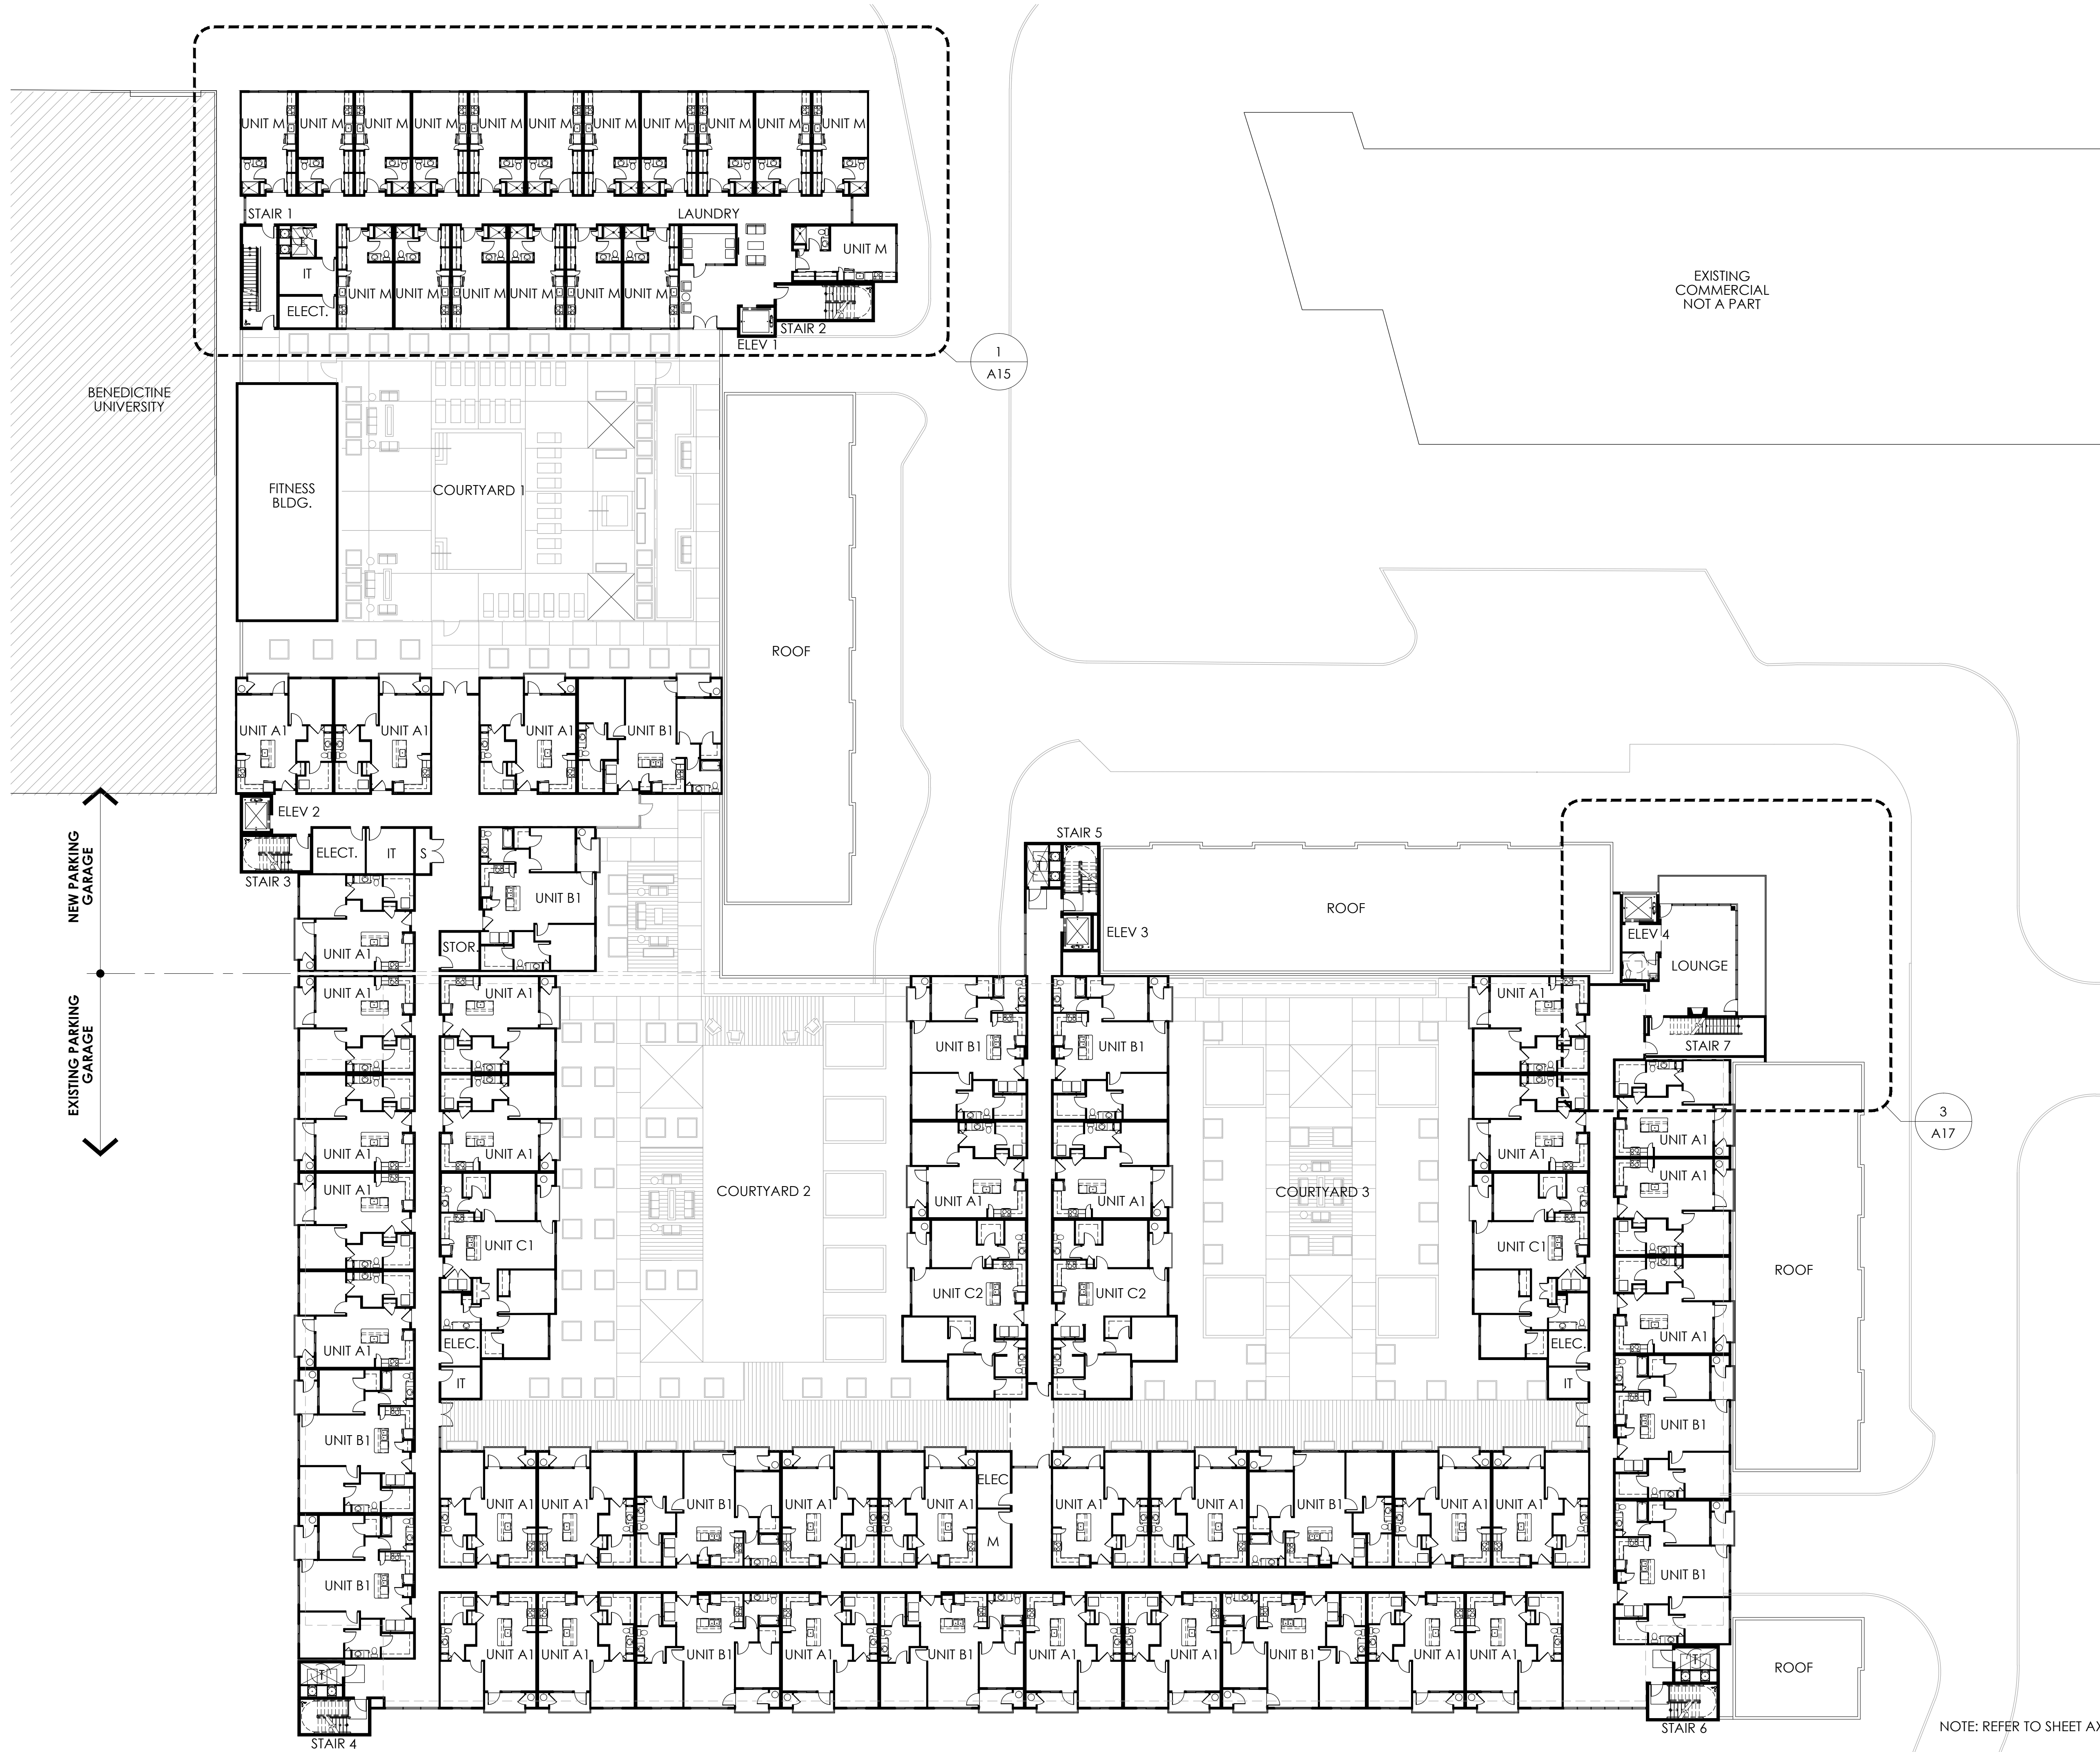 UNIT M UNIT M UNIT M UNIT M UNIT M UNIT M UNIT M UNIT M UNIT M UNIT M UNIT M
STAIR 1
LAUNDRY
UNIT M
IT
UNIT M UNIT M UNIT M UNIT M UNIT M UNIT M
ELECT.
STAIR 2
ELEV 1
1
A15
EXISTING
COMMERCIAL
NOT A PART
BENEDICTINE
UNIVERSITY
FITNESS
BLDG.
COURTYARD 1
ROOF
UNIT A1 UNIT A1 UNIT A1 UNIT B1
ELEV 2
NEW PARKING
GARAGE
ELECT.
IT
S
STAIR 3
UNIT B1
STOR.
UNIT A1
STAIR 5
ELEV 3
ROOF
ELEV 4
LOUNGE
STAIR 7
EXISTING PARKING
GARAGE
UNIT A1 UNIT A1
UNIT B1 UNIT B1
UNIT A1
3
A17
UNIT A1 UNIT A1
UNIT A1
UNIT A1
UNIT A1
UNIT A1
COURTYARD 2
UNIT A1 UNIT A1
COURTYARD 3
UNIT C1
UNIT C1
ROOF
UNIT C2 UNIT C2
UNIT A1
UNIT A1
ELEC.
ELEC.
IT
IT
UNIT B1
UNIT B1
UNIT A1 UNIT A1 UNIT B1 UNIT A1 UNIT A1
ELEC
M
UNIT A1 UNIT A1 UNIT B1 UNIT A1 UNIT A1
UNIT B1
UNIT B1
UNIT A1 UNIT A1 UNIT B1 UNIT A1 UNIT B1 UNIT A1 UNIT A1 UNIT B1 UNIT A1 UNIT A1
T
T
ROOF
STAIR 4
STAIR 6
NOTE: REFER TO SHEET AX